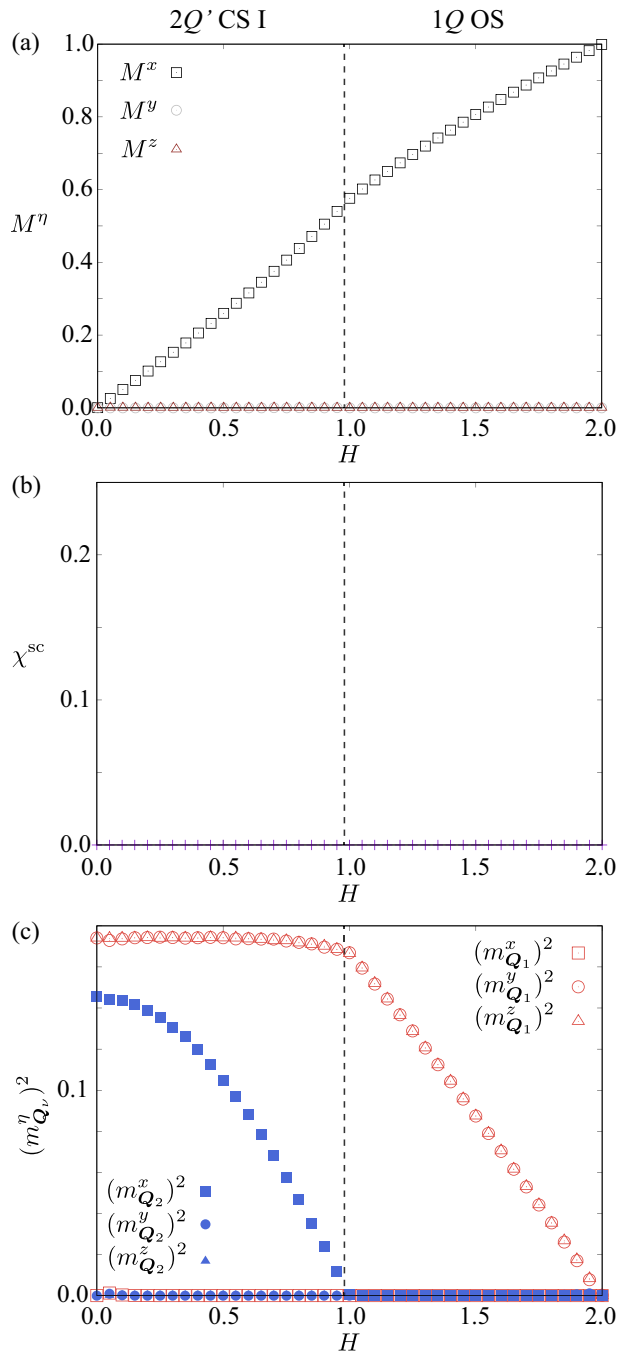 2Q’ CS I 1Q OS
(a)
1.0
M^x
M^y
M^z
0.8
0.6
M^η
0.4
0.2
0.0
0.0 0.5 1.0 1.5 2.0
H
(b)
0.2
χ^sc
0.1
0.0
0.0 0.5 1.0 1.5 2.0
H
(c)
(m^x_{Q_1})^2
(m^y_{Q_1})^2
(m^z_{Q_1})^2
0.1
(m^η_{Q_ν})^2
(m^x_{Q_2})^2
(m^y_{Q_2})^2
(m^z_{Q_2})^2
0.0
0.0 0.5 1.0 1.5 2.0
H